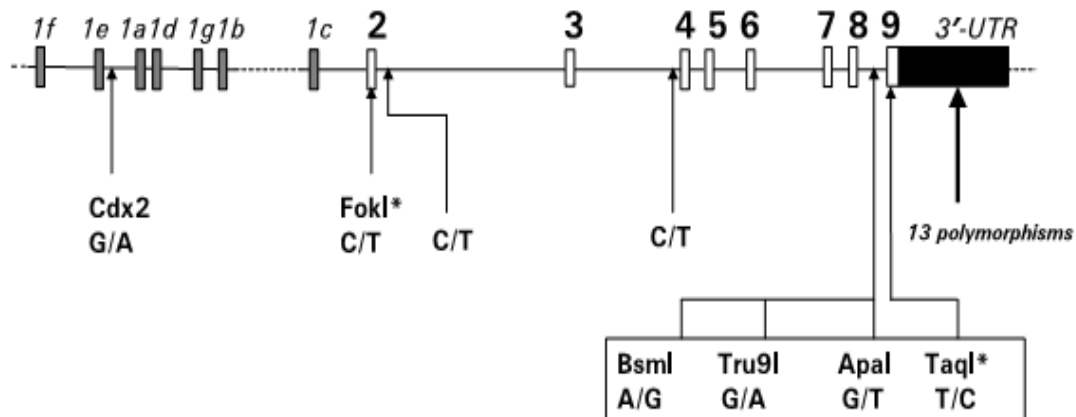 1f 1e 1a 1d 1g 1b 1c 2 3 4 5 6 7 8 9 3′-UTR
Cdx2 FokI*
G/A C/T C/T C/T 13 polymorphisms
BsmI Tru9I ApaI TaqI*
A/G G/A G/T T/C